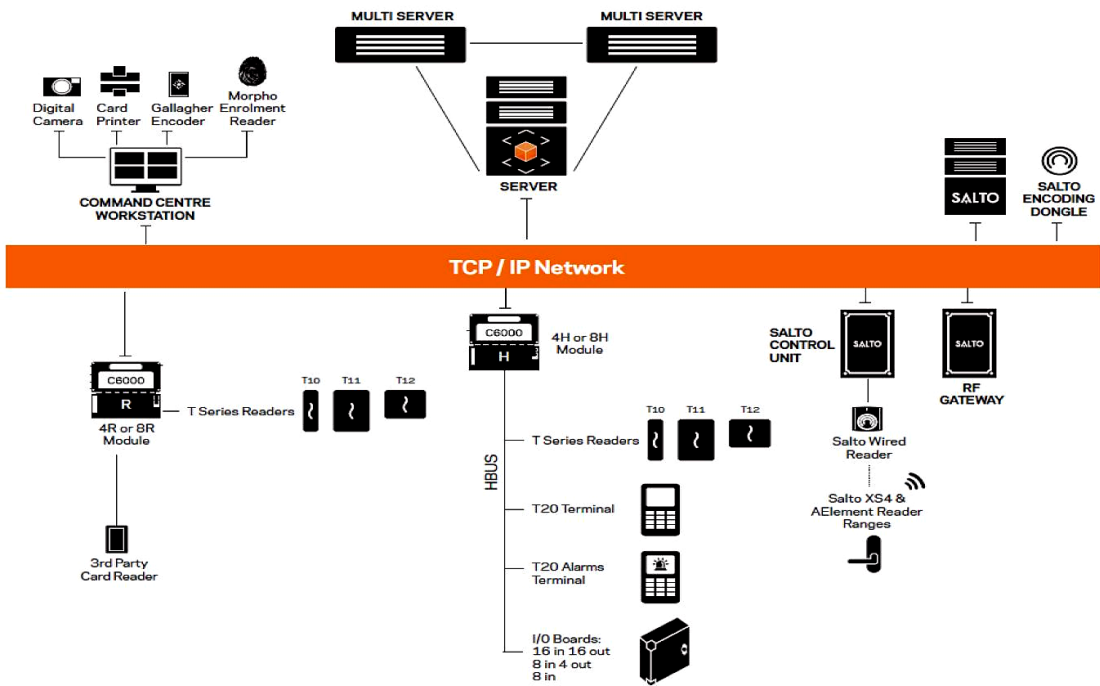 MULTI SERVER
MULTI SERVER
Digital
Camera
Card
Printer
Gallagher
Encoder
Morpho
Enrolment
Reader
COMMAND CENTRE
WORKSTATION
SERVER
SALTO
SALTO
ENCODING
DONGLE
TCP / IP Network
C6000
R
4R or 8R
Module
T Series Readers
T10
T11
T12
3rd Party
Card Reader
C6000
H
4H or 8H
Module
HBUS
T Series Readers
T10
T11
T12
T20 Terminal
T20 Alarms
Terminal
I/0 Boards:
16 in 16 out
8 in 4 out
8 in
SALTO
CONTROL
UNIT
SALTO
SALTO
RF
GATEWAY
Salto Wired
Reader
Salto XS4 &
AElement Reader
Ranges